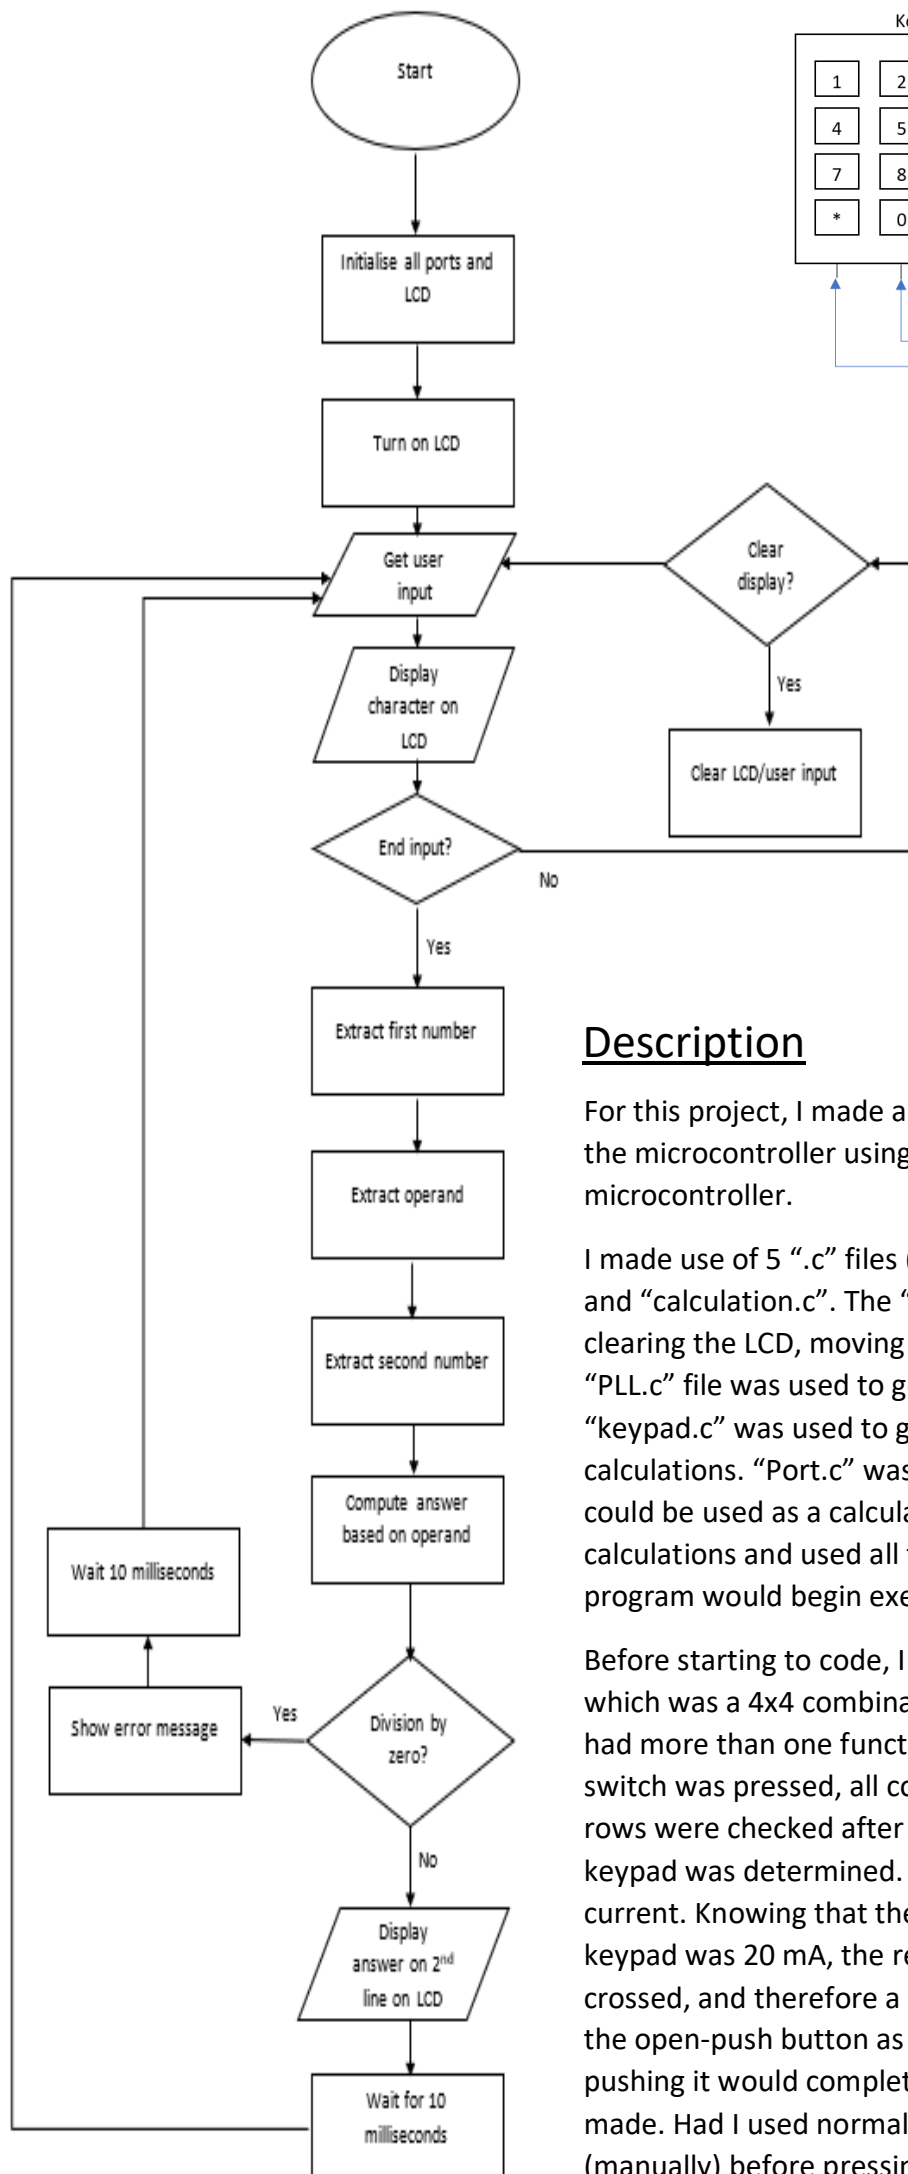 Start
Initialise all ports and
LCD
Turn on LCD
Get user
input
Display
character on
LCD
End input?
No
Yes
Clear
display?
Yes
Clear LCD/user input
Extract first number
Extract operand
Extract second number
Compute answer
based on operand
Division by
zero?
Yes
Show error message
Wait 10 milliseconds
No
Display
answer on 2nd
line on LCD
Wait for 10
milliseconds
1 2
4 5
7 8
* 0
Description
For this project, I made a
the microcontroller using
microcontroller.
I made use of 5 “.c” files
and “calculation.c”. The “
clearing the LCD, moving
“PLL.c” file was used to g
“keypad.c” was used to g
calculations. “Port.c” was
could be used as a calcula
calculations and used all
program would begin exe
Before starting to code, I
which was a 4x4 combina
had more than one funct
switch was pressed, all co
rows were checked after
keypad was determined.
current. Knowing that the
keypad was 20 mA, the re
crossed, and therefore a
the open-push button as
pushing it would complet
made. Had I used normal
(manually) before pressin